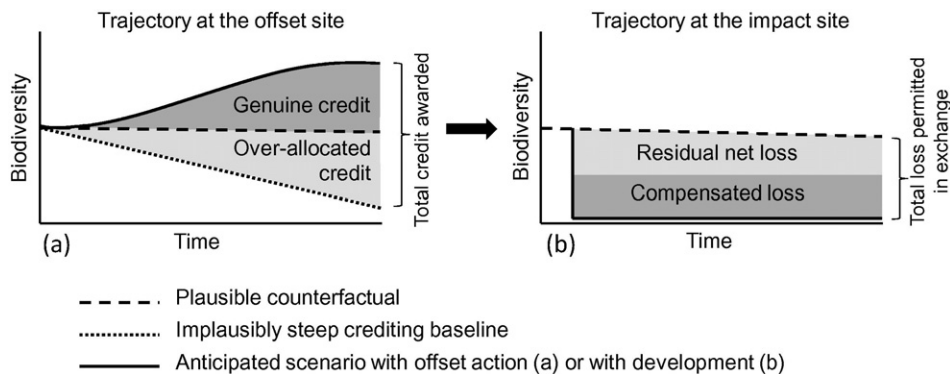 Trajectory at the offset site
Biodiversity
Genuine credit
Over-allocated
credit
Total credit awarded
(a)
Time
Trajectory at the impact site
Biodiversity
Residual net loss
Compensated loss
Total loss permitted
in exchange
(b)
Time
Plausible counterfactual
Implausibly steep crediting baseline
Anticipated scenario with offset action (a) or with development (b)